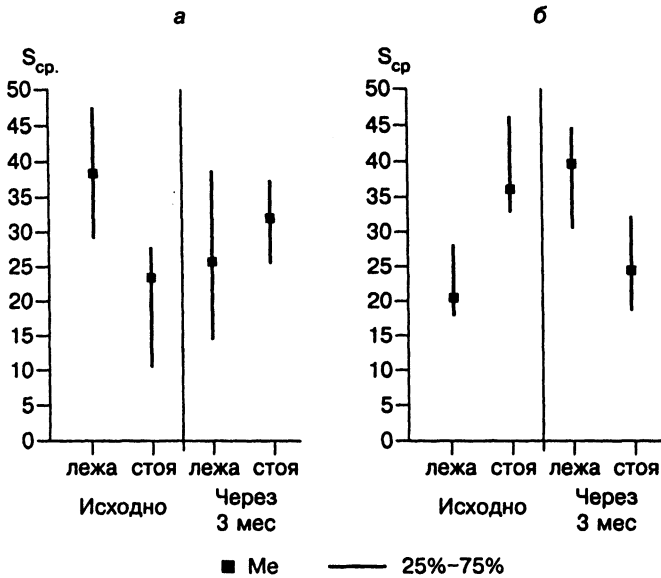 а
б
Sср.
50
45
40
35
30
25
20
15
10
5
0
лежа стоя лежа стоя
Исходно
Через
3 мес
Sср
50
45
40
35
30
25
20
15
10
5
0
лежа стоя лежа стоя
Исходно
Через
3 мес
Me
25%–75%